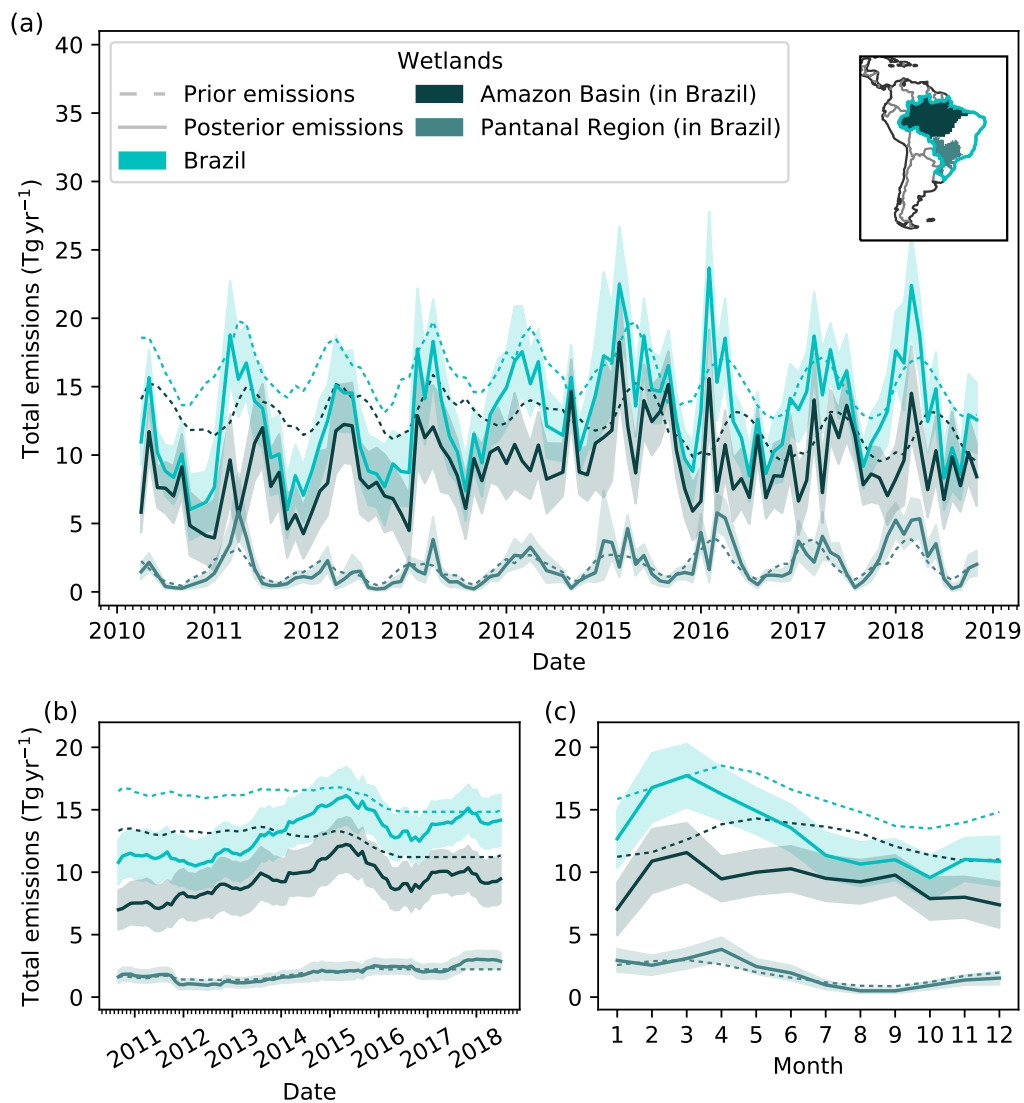 (a)
Total emissions (Tg yr⁻¹)
40
35
30
25
20
15
10
5
0
Wetlands
Prior emissions
Posterior emissions
Brazil
Amazon Basin (in Brazil)
Pantanal Region (in Brazil)
2010 2011 2012 2013 2014 2015 2016 2017 2018 2019
Date
(b)
Total emissions (Tg yr⁻¹)
20
15
10
5
0
2011 2012 2013 2014 2015 2016 2017 2018
Date
(c)
20
15
10
5
0
1 2 3 4 5 6 7 8 9 10 11 12
Month